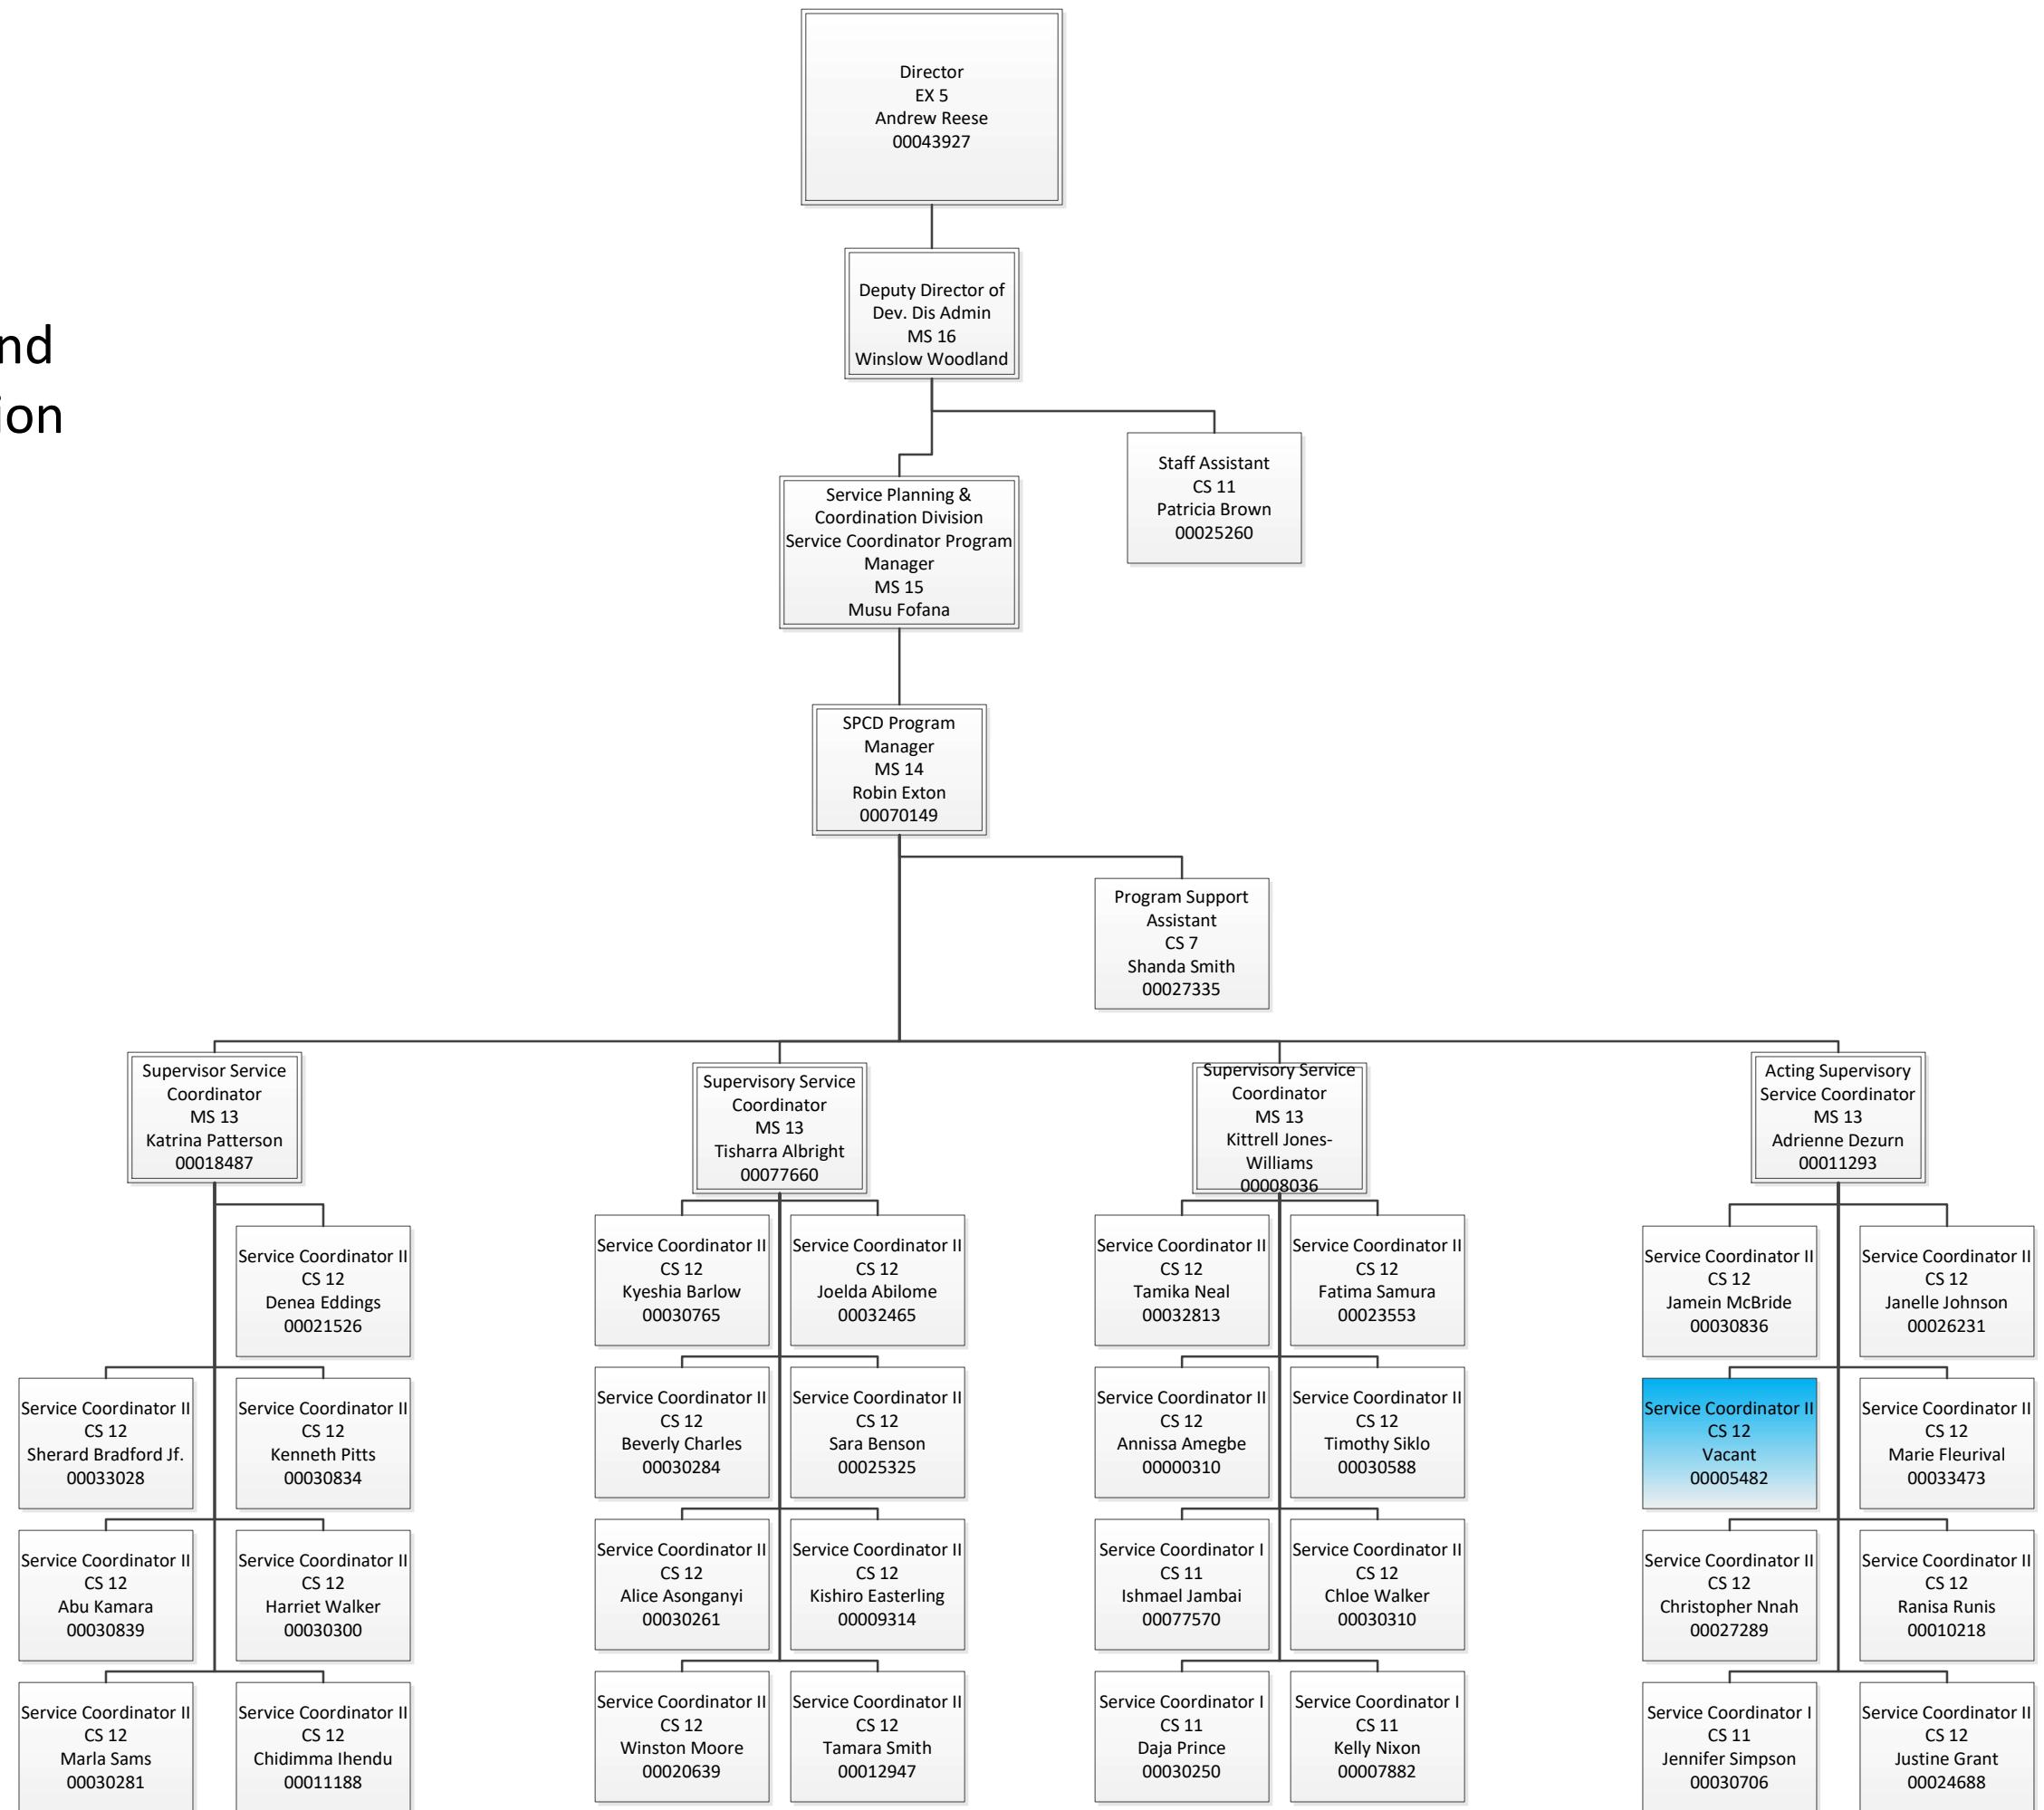 Director
EX 5
Andrew Reese
00043927
Deputy Director of
Dev. Dis Admin
MS 16
Winslow Woodland
nd
ion
Staff Assistant
CS 11
Patricia Brown
00025260
Service Planning &
Coordination Division
Service Coordinator Program
Manager
MS 15
Musu Fofana
SPCD Program
Manager
MS 14
Robin Exton
00070149
Program Support
Assistant
CS 7
Shanda Smith
00027335
Supervisor Service
Coordinator
MS 13
Katrina Patterson
00018487
Supervisory Service
Coordinator
MS 13
Tisharra Albright
00077660
Supervisory Service
Coordinator
MS 13
Kittrell Jones-
Williams
00008036
Acting Supervisory
Service Coordinator
MS 13
Adrienne Dezurn
00011293
Service Coordinator II
CS 12
Denea Eddings
00021526
Service Coordinator II
CS 12
Sherard Bradford Jf.
00033028
Service Coordinator II
CS 12
Kenneth Pitts
00030834
Service Coordinator II
CS 12
Abu Kamara
00030839
Service Coordinator II
CS 12
Harriet Walker
00030300
Service Coordinator II
CS 12
Marla Sams
00030281
Service Coordinator II
CS 12
Chidimma Ihendu
00011188
Service Coordinator II
CS 12
Kyeshia Barlow
00030765
Service Coordinator II
CS 12
Joelda Abilome
00032465
Service Coordinator II
CS 12
Beverly Charles
00030284
Service Coordinator II
CS 12
Sara Benson
00025325
Service Coordinator II
CS 12
Alice Asonganyi
00030261
Service Coordinator II
CS 12
Kishiro Easterling
00009314
Service Coordinator II
CS 12
Winston Moore
00020639
Service Coordinator II
CS 12
Tamara Smith
00012947
Service Coordinator II
CS 12
Tamika Neal
00032813
Service Coordinator II
CS 12
Fatima Samura
00023553
Service Coordinator II
CS 12
Annissa Amegbe
00000310
Service Coordinator II
CS 12
Timothy Siklo
00030588
Service Coordinator I
CS 11
Ishmael Jambai
00077570
Service Coordinator II
CS 12
Chloe Walker
00030310
Service Coordinator I
CS 11
Daja Prince
00030250
Service Coordinator I
CS 11
Kelly Nixon
00007882
Service Coordinator II
CS 12
Jamein McBride
00030836
Service Coordinator II
CS 12
Janelle Johnson
00026231
Service Coordinator II
CS 12
Vacant
00005482
Service Coordinator II
CS 12
Marie Fleurival
00033473
Service Coordinator II
CS 12
Christopher Nnah
00027289
Service Coordinator II
CS 12
Ranisa Runis
00010218
Service Coordinator I
CS 11
Jennifer Simpson
00030706
Service Coordinator II
CS 12
Justine Grant
00024688